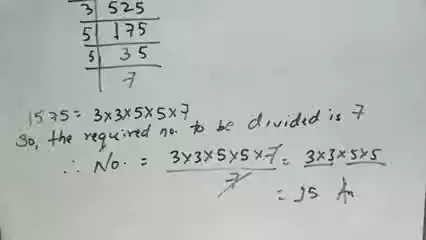 3 525
5 175
5 35
7
1575 = 3×3×5×5×7
So, the required no. to be divided is 7
∴ No. = 3×3×5×5×7 / 7 = 3×3×5×5
= 15 An